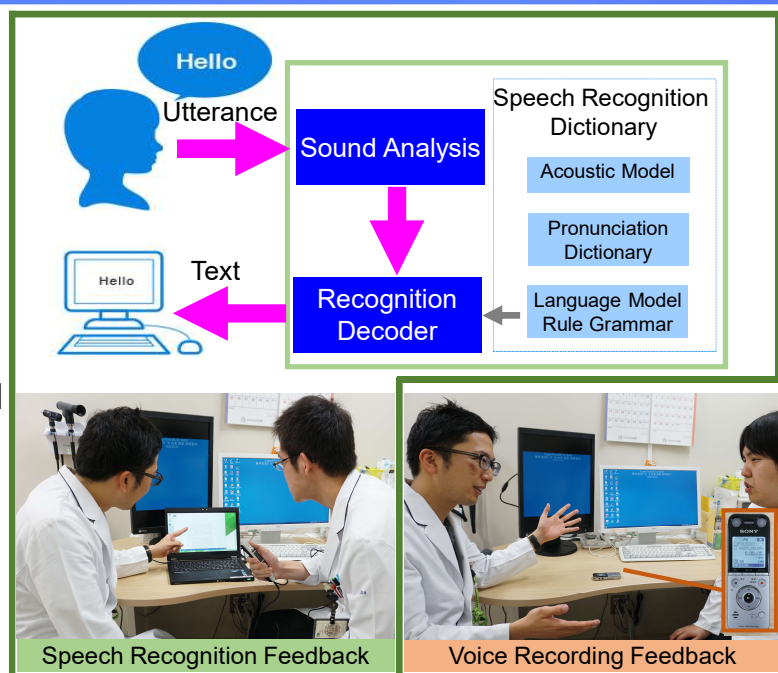 Hello
Utterance
Sound Analysis
Speech Recognition
Dictionary
Acoustic Model
Pronunciation
Dictionary
Language Model
Rule Grammar
Recognition
Decoder
Text
Hello
SONY
Speech Recognition Feedback
Voice Recording Feedback